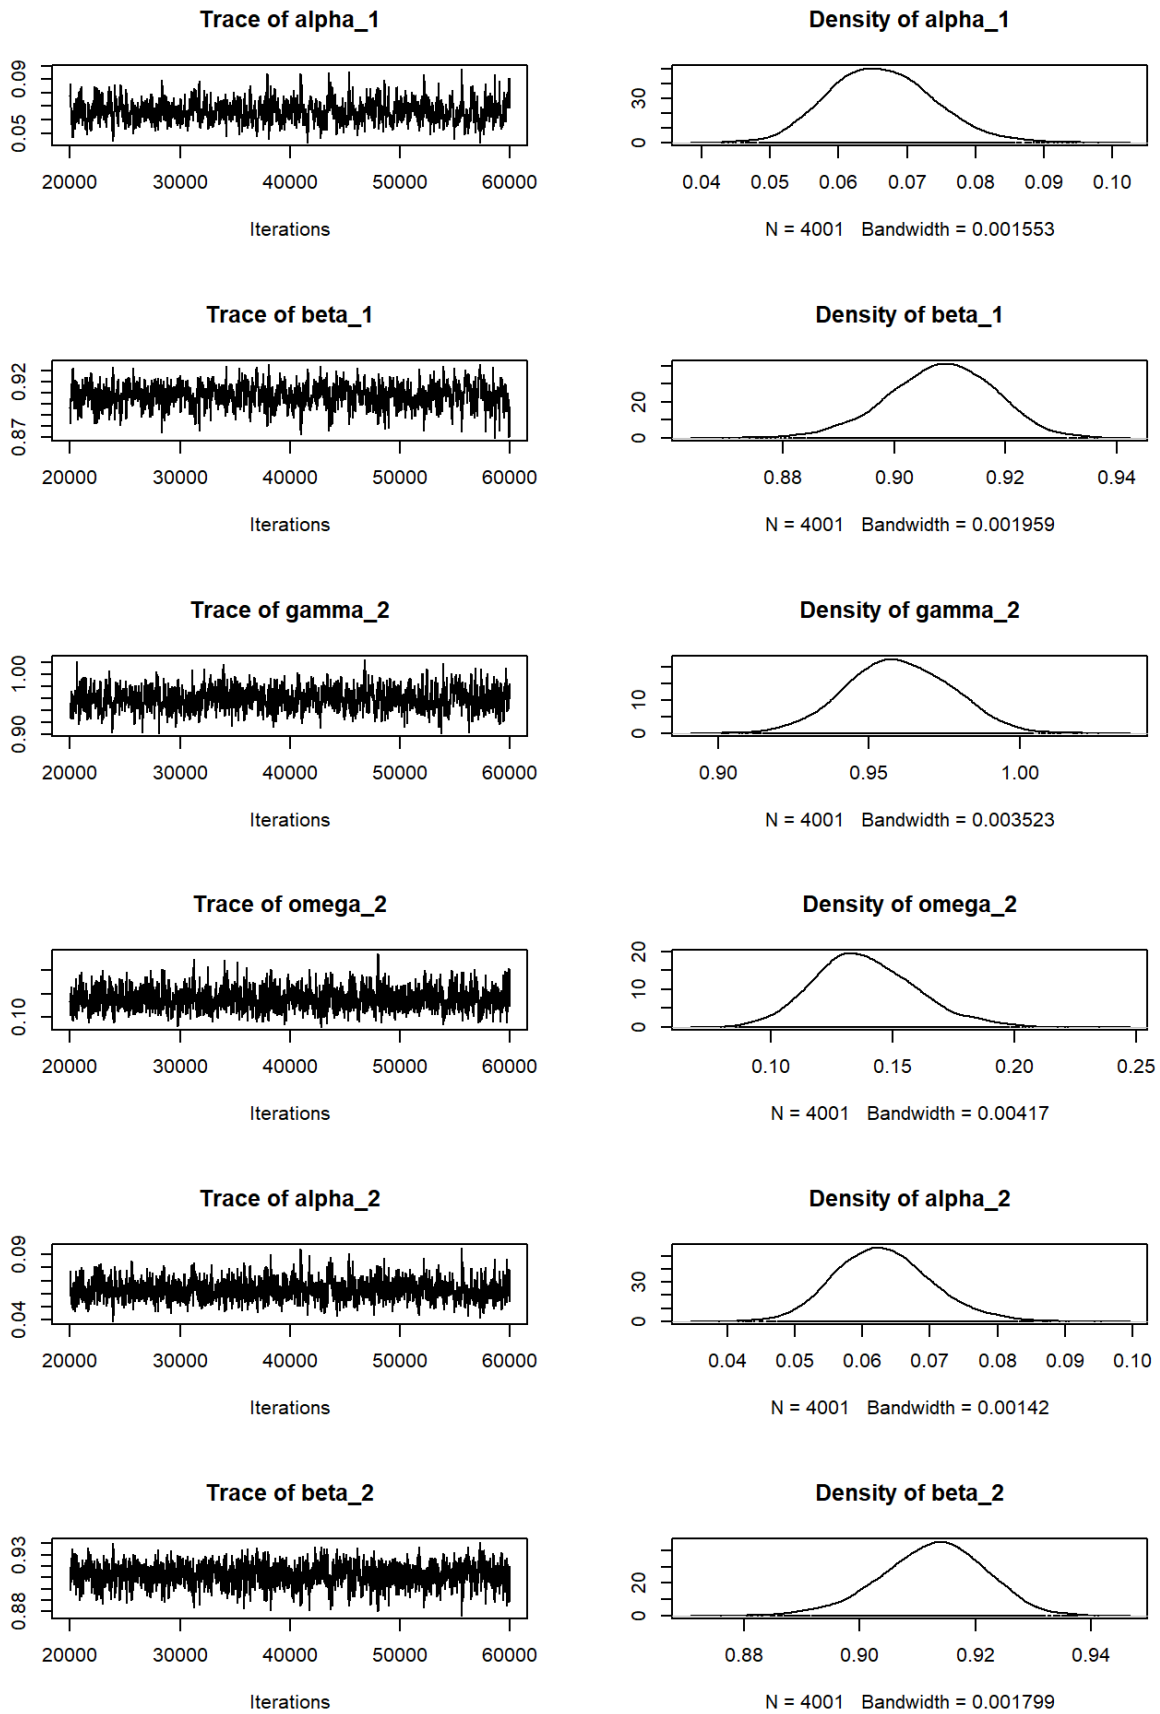 Trace of alpha_1
0.05 0.09
20000 30000 40000 50000 60000
Iterations
Density of alpha_1
0 30
0.04 0.05 0.06 0.07 0.08 0.09 0.10
N = 4001 Bandwidth = 0.001553
Trace of beta_1
0.87 0.92
20000 30000 40000 50000 60000
Iterations
Density of beta_1
0 20
0.88 0.90 0.92 0.94
N = 4001 Bandwidth = 0.001959
Trace of gamma_2
0.90 1.00
20000 30000 40000 50000 60000
Iterations
Density of gamma_2
0 10
0.90 0.95 1.00
N = 4001 Bandwidth = 0.003523
Trace of omega_2
0.10
20000 30000 40000 50000 60000
Iterations
Density of omega_2
0 10 20
0.10 0.15 0.20 0.25
N = 4001 Bandwidth = 0.00417
Trace of alpha_2
0.04 0.09
20000 30000 40000 50000 60000
Iterations
Density of alpha_2
0 30
0.04 0.05 0.06 0.07 0.08 0.09 0.10
N = 4001 Bandwidth = 0.00142
Trace of beta_2
0.88 0.93
20000 30000 40000 50000 60000
Iterations
Density of beta_2
0 20
0.88 0.90 0.92 0.94
N = 4001 Bandwidth = 0.001799